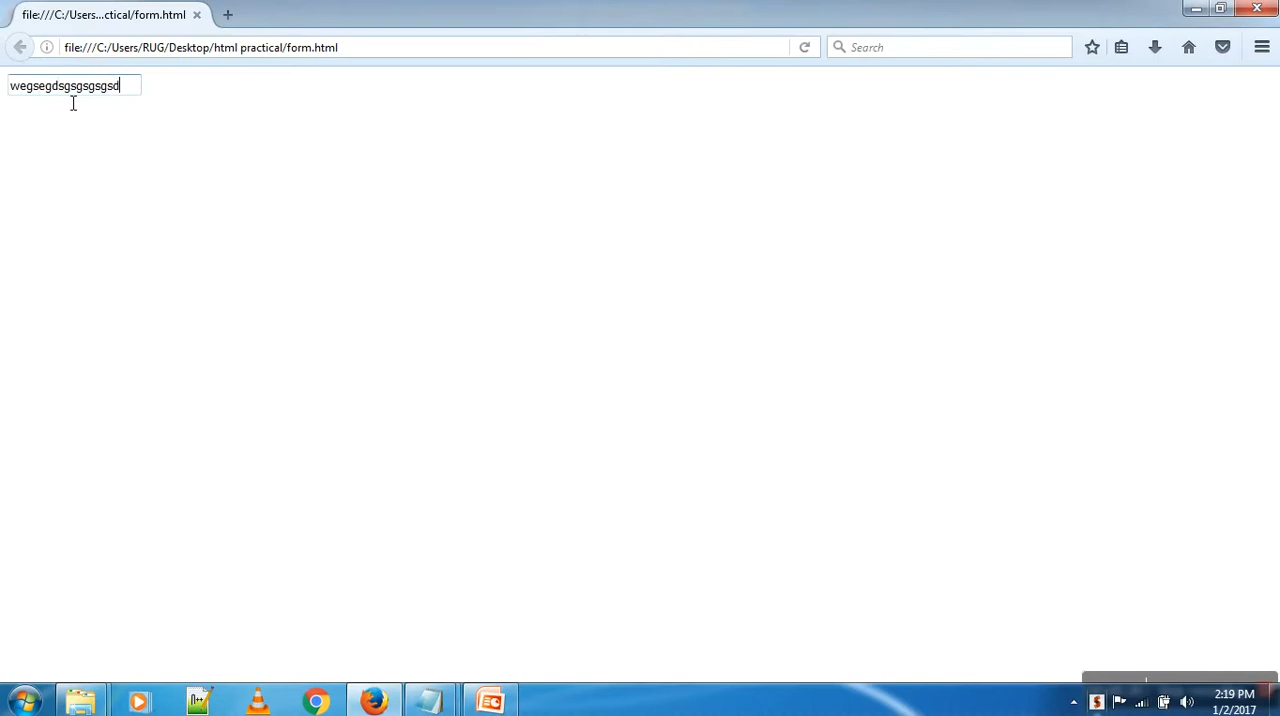 file:///C:/Users...ctical/form.html
file:///C:/Users/RUG/Desktop/html practical/form.html
Search
wegsegdsgsgsgsgsd
2:19 PM
1/2/2017